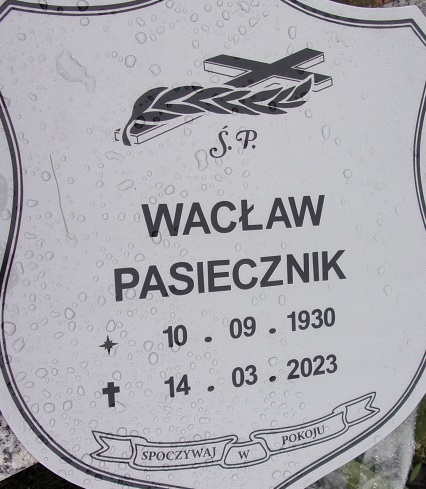 Ś.P.
WACŁAW
PASIECZNIK
10 . 09 . 1930
14 . 03 . 2023
SPOCZYWAJ W POKOJU